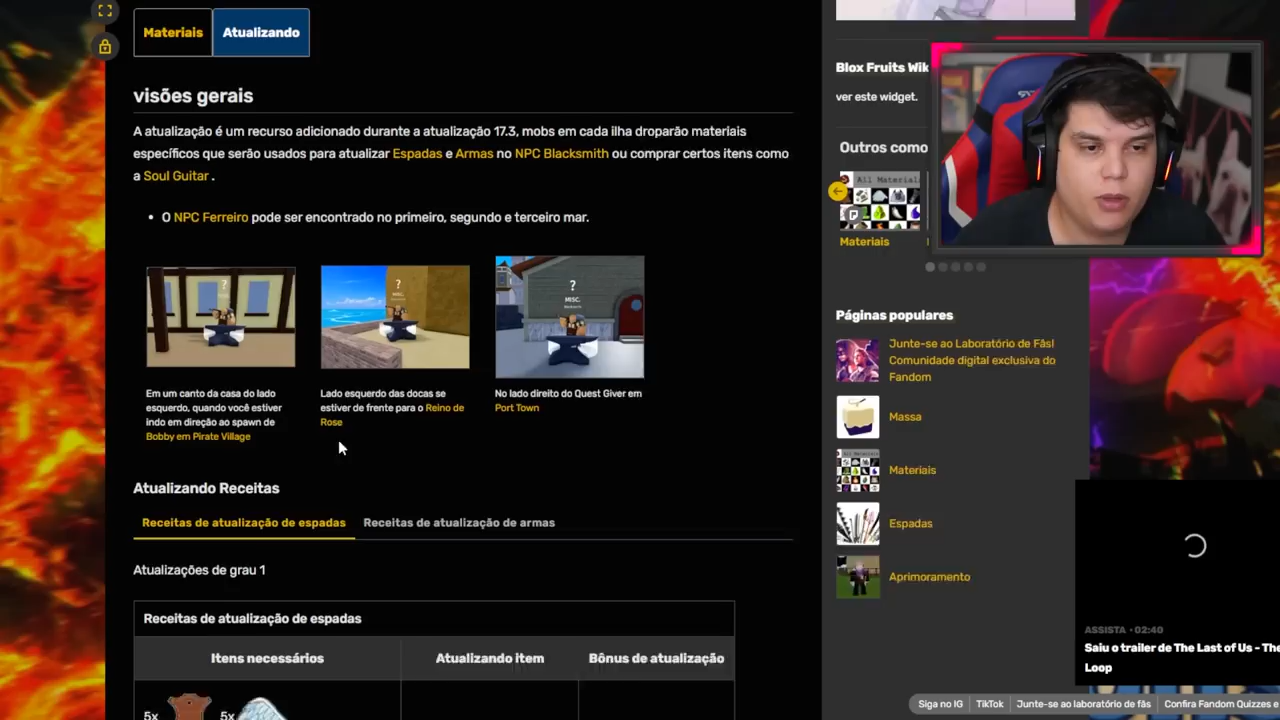 Materiais
Atualizando
visões gerais
A atualização é um recurso adicionado durante a atualização 17.3, mobs em cada ilha droparão materiais
específicos que serão usados para atualizar Espadas e Armas no NPC Blacksmith ou comprar certos itens como
a Soul Guitar .
• O NPC Ferreiro pode ser encontrado no primeiro, segundo e terceiro mar.
?
?
MISC.
?
MISC.
Em um canto da casa do lado
esquerdo, quando você estiver
indo em direção ao spawn de
Bobby em Pirate Village
Lado esquerdo das docas se
estiver de frente para o Reino de
Rose
No lado direito do Quest Giver em
Port Town
Atualizando Receitas
Receitas de atualização de espadas
Receitas de atualização de armas
Atualizações de grau 1
Receitas de atualização de espadas
Itens necessários
Atualizando item
Bônus de atualização
5x
5x
Blox Fruits Wik
ver este widget.
Outros como
All Materials
Materiais
Páginas populares
Junte-se ao Laboratório de Fãs!
Comunidade digital exclusiva do
Fandom
Massa
Materiais
Espadas
Aprimoramento
ASSISTA • 02:40
Saiu o trailer de The Last of Us - The
Loop
Siga no IG
TikTok
Junte-se ao laboratório de fãs
Confira Fandom Quizzes e